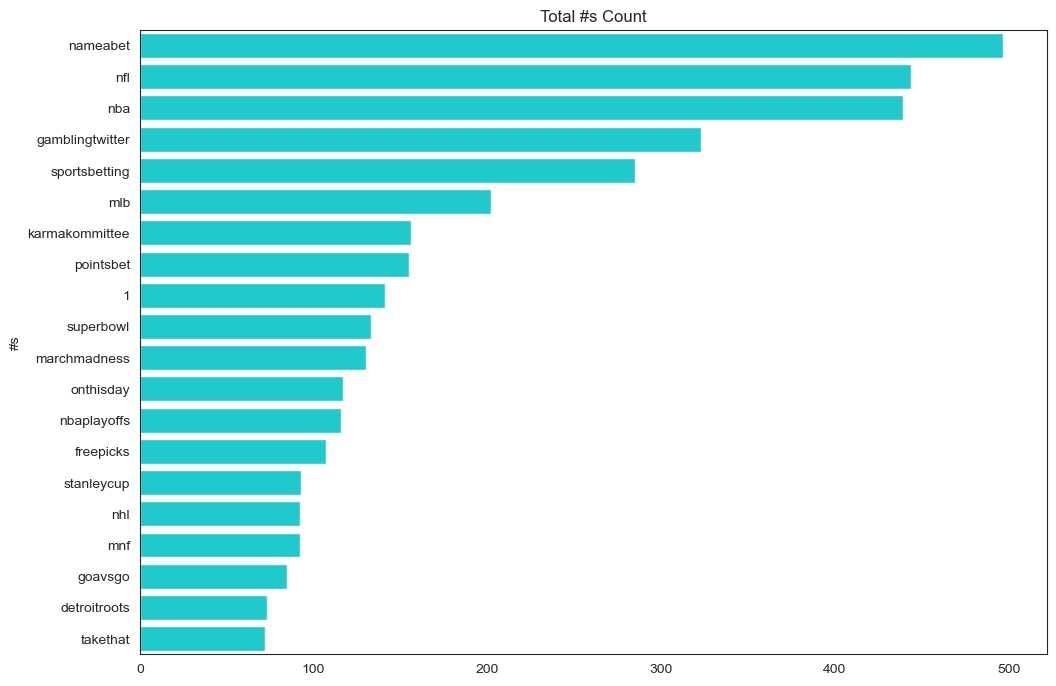 Total #s Count
nameabet
nfl
nba
gamblingtwitter
sportsbetting
mlb
karmakommittee
pointsbet
1
superbowl
marchmadness
onthisday
nbaplayoffs
freepicks
stanleycup
nhl
mnf
goavsgo
detroitroots
takethat
#s
0 100 200 300 400 500